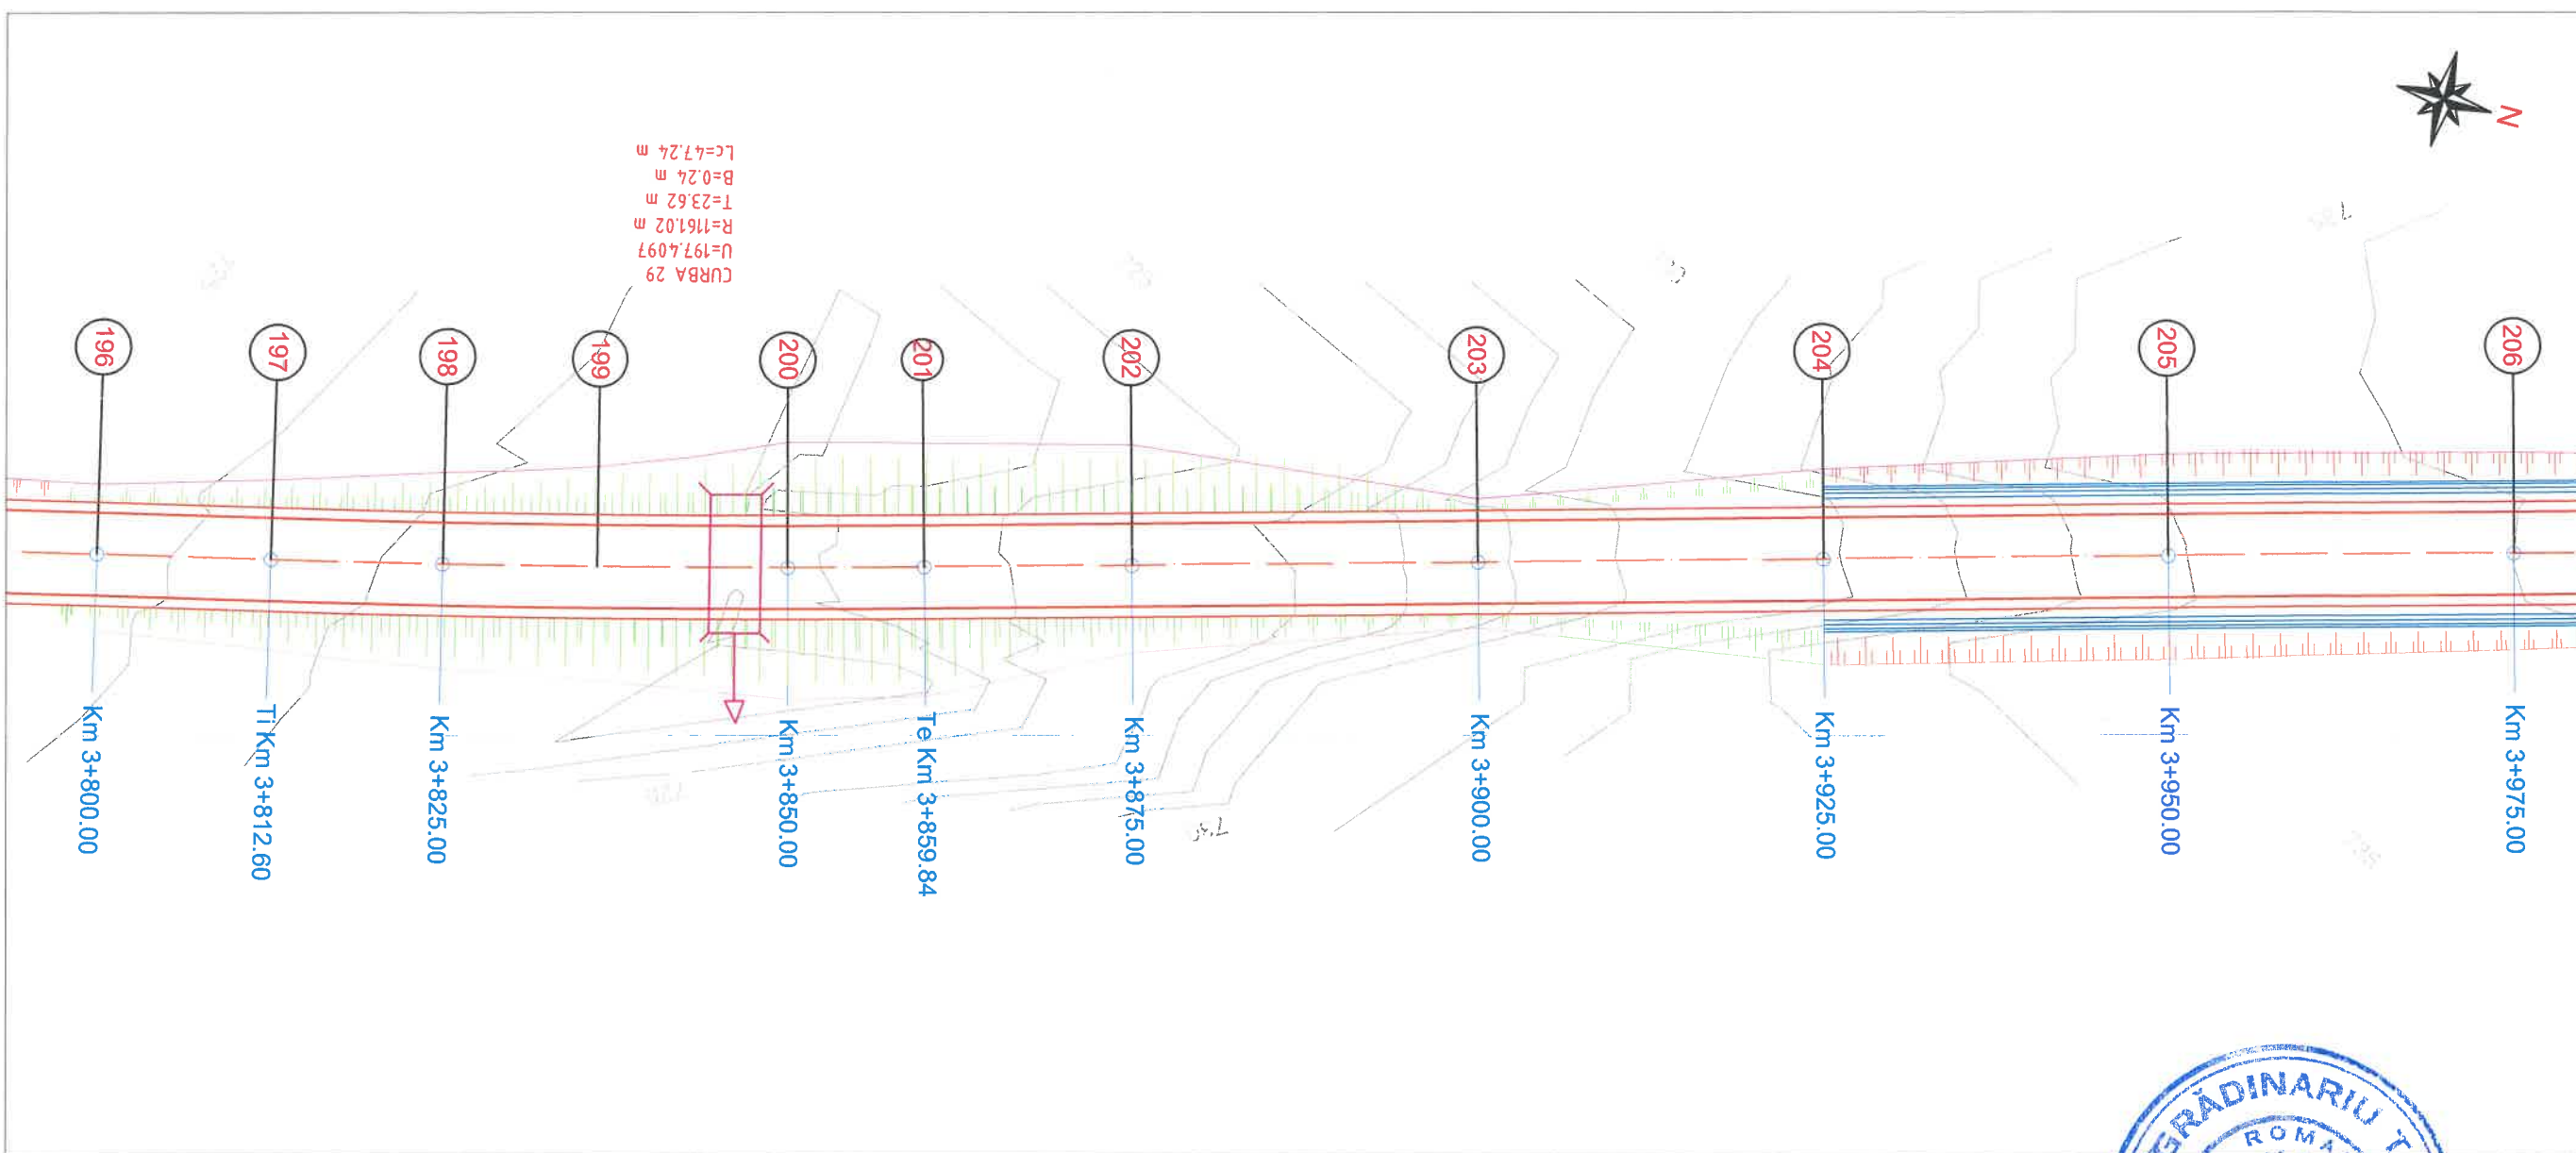 N
CURBA 29
U=197.4097
R=1161.02 m
T=23.62 m
B=0.24 m
Lc=47.24 m
196
197
198
199
200
201
202
203
204
205
206
Km 3+800.00
Ti Km 3+812.60
Km 3+825.00
Km 3+850.00
Te Km 3+859.84
Km 3+875.00
Km 3+900.00
Km 3+925.00
Km 3+950.00
Km 3+975.00
GRĂDINARIU
ROMA